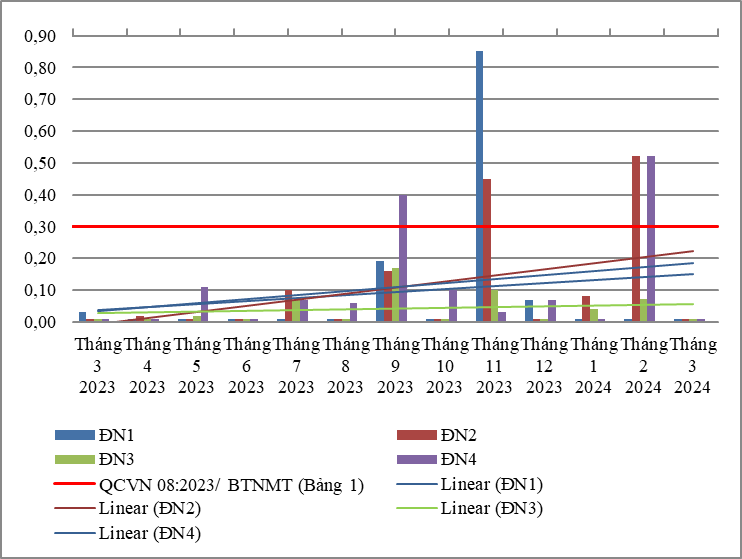 0,90
0,80
0,70
0,60
0,50
0,40
0,30
0,20
0,10
0,00
Tháng Tháng Tháng Tháng Tháng Tháng Tháng Tháng Tháng Tháng Tháng Tháng Tháng
3 4 5 6 7 8 9 10 11 12 1 2 3
2023 2023 2023 2023 2023 2023 2023 2023 2023 2023 2024 2024 2024
ĐN1 ĐN2
ĐN3 ĐN4
QCVN 08:2023/ BTNMT (Bảng 1) Linear (ĐN1)
Linear (ĐN2) Linear (ĐN3)
Linear (ĐN4)